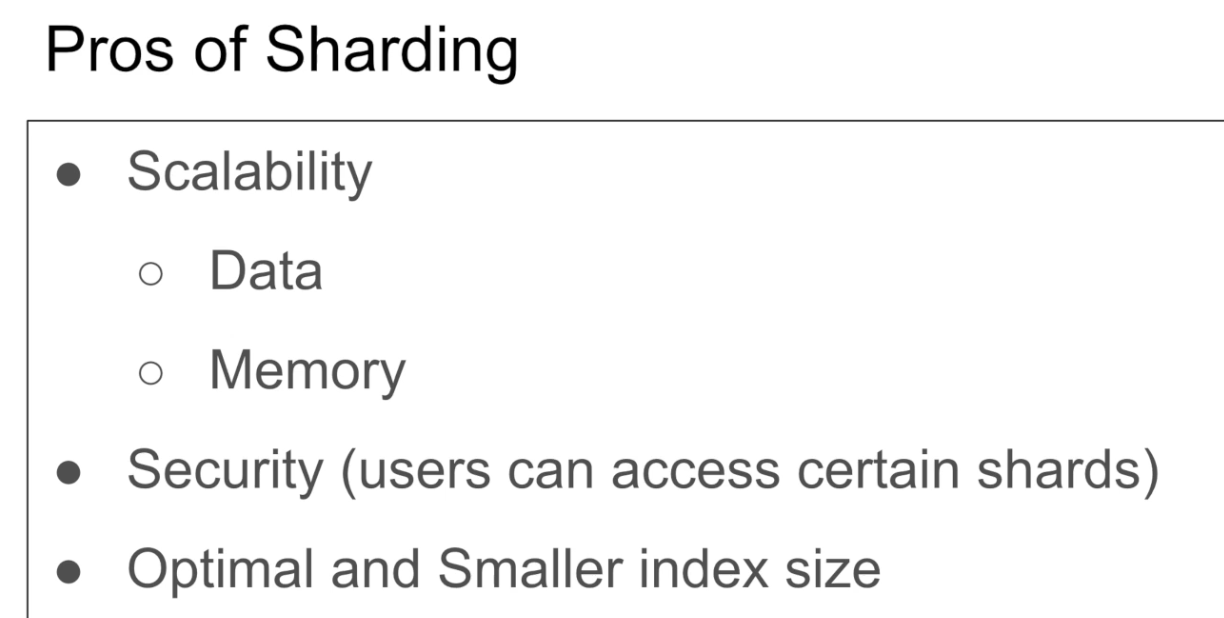 Pros of Sharding
● Scalability
○ Data
○ Memory
● Security (users can access certain shards)
● Optimal and Smaller index size